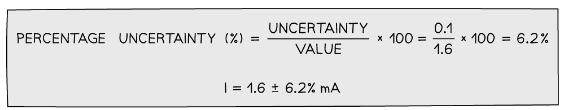 PERCENTAGE UNCERTAINTY (%) = UNCERTAINTY / VALUE × 100 = 0.1 / 1.6 × 100 = 6.2%
I = 1.6 ± 6.2% mA